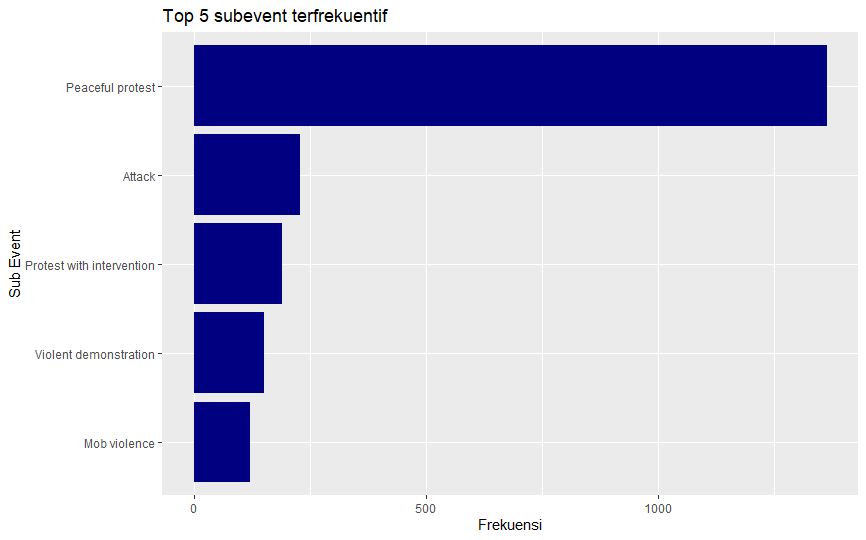 Top 5 subevent terfrekuentif
Sub Event
Peaceful protest
Attack
Protest with intervention
Violent demonstration
Mob violence
0 500 1000
Frekuensi